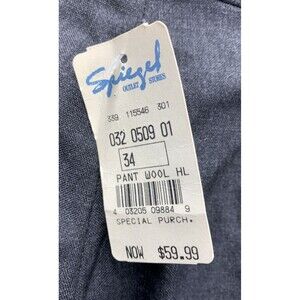 Spiegel
OUTLET STORES
339 115546 301
032 0509 01
34
PANT WOOL HL
4 03205 09884 9
SPECIAL PURCH.
NOW $59.99